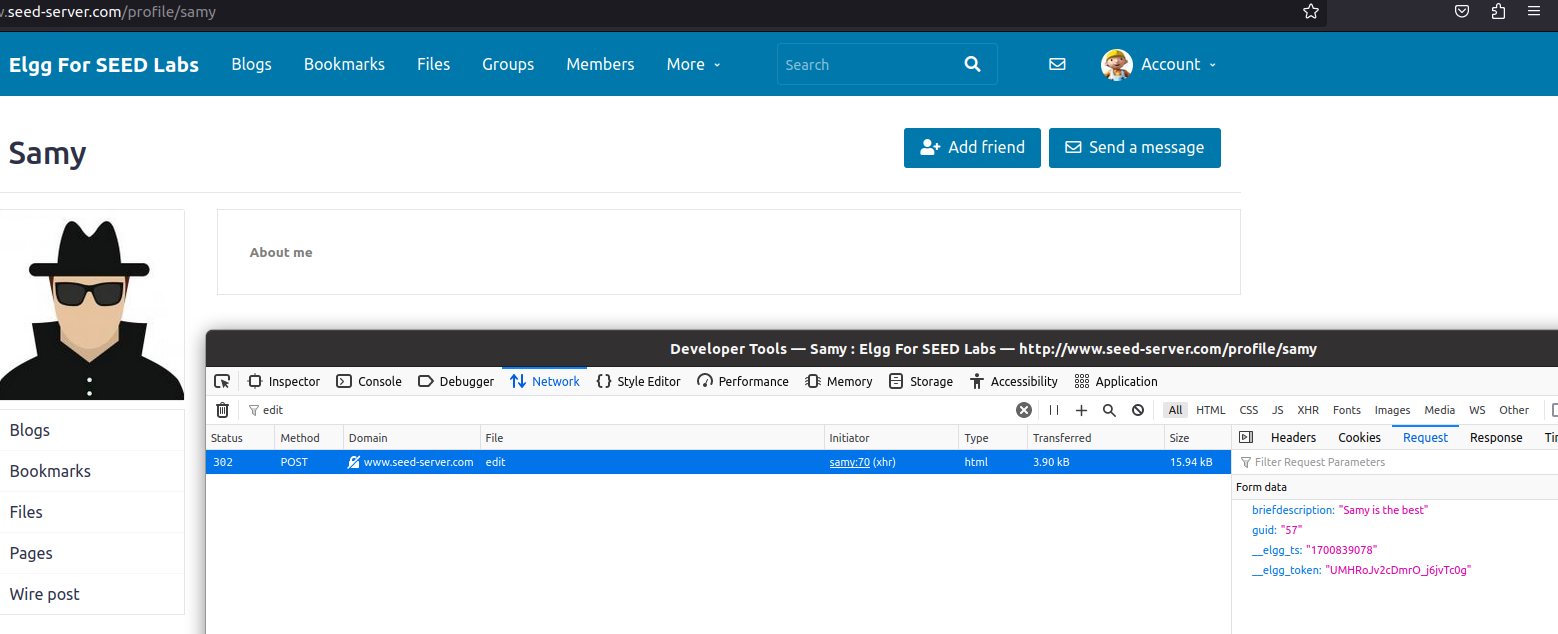 .seed-server.com/profile/samy
Elgg For SEED Labs Blogs Bookmarks Files Groups Members More Search Account
Samy Add friend Send a message
About me
Developer Tools — Samy : Elgg For SEED Labs — http://www.seed-server.com/profile/samy
Inspector Console Debugger Network Style Editor Performance Memory Storage Accessibility Application
edit All HTML CSS JS XHR Fonts Images Media WS Other
Status Method Domain File Initiator Type Transferred Size Headers Cookies Request Response
302 POST www.seed-server.com edit samy:70 (xhr) html 3.90 kB 15.94 kB Filter Request Parameters
Form data
briefdescription: "Samy is the best"
guid: "57"
__elgg_ts: "1700839078"
__elgg_token: "UMHRoJv2cDmrO_j6jvTc0g"
Blogs
Bookmarks
Files
Pages
Wire post